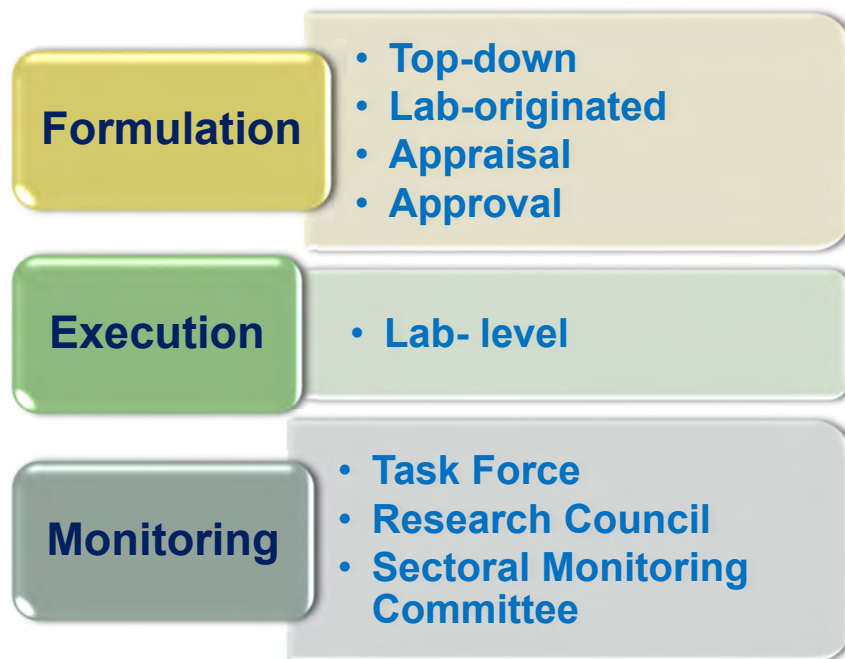 Formulation
• Top-down
• Lab-originated
• Appraisal
• Approval
Execution
• Lab- level
Monitoring
• Task Force
• Research Council
• Sectoral Monitoring
Committee